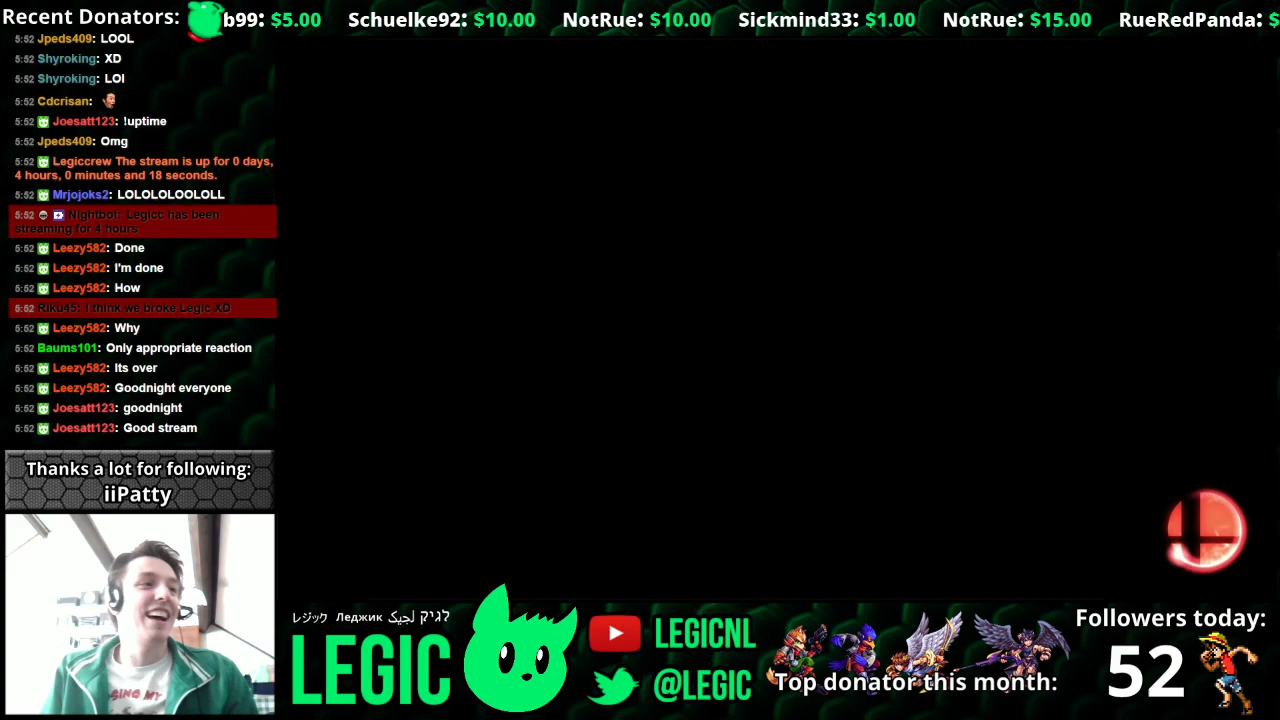 Recent Donators: b99: $5.00 Schuelke92: $10.00 NotRue: $10.00 Sickmind33: $1.00 NotRue: $15.00 RueRedPanda: $
5:52 Jpeds409: LOOL
5:52 Shyroking: XD
5:52 Shyroking: LOl
5:52 Cdcrisan:
5:52 Joesatt123: !uptime
5:52 Jpeds409: Omg
5:52 Legiccrew The stream is up for 0 days,
4 hours, 0 minutes and 18 seconds.
5:52 Mrjojoks2: LOLOLOLOOLOLL
5:52 Nightbot: Legicc has been
streaming for 4 hours
5:52 Leezy582: Done
5:52 Leezy582: I'm done
5:52 Leezy582: How
5:52 Riku45: I think we broke Legic XD
5:52 Leezy582: Why
5:52 Baums101: Only appropriate reaction
5:52 Leezy582: Its over
5:52 Leezy582: Goodnight everyone
5:52 Joesatt123: goodnight
5:52 Joesatt123: Good stream
Thanks a lot for following:
iiPatty
SING MY
レジック Леджик لجيک לגיק
LEGIC
LEGICNL
@LEGIC
Top donator this month:
Followers today:
52